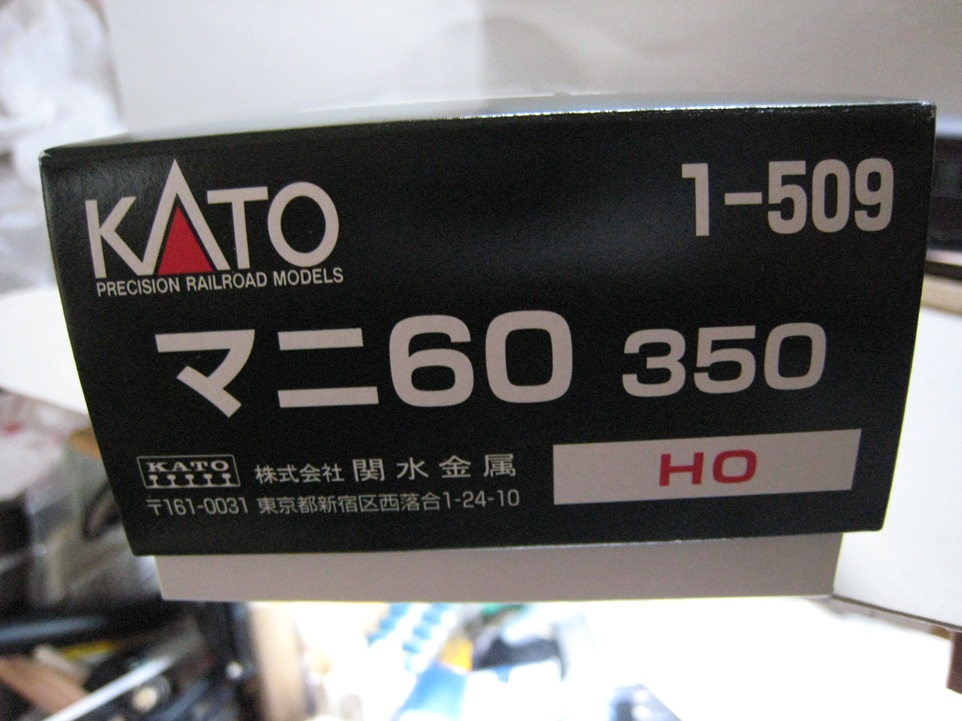 KATO
1-509
PRECISION RAILROAD MODELS
マニ60 350
KATO
株式会社 関水金属
HO
〒161-0031 東京都新宿区西落合1-24-10